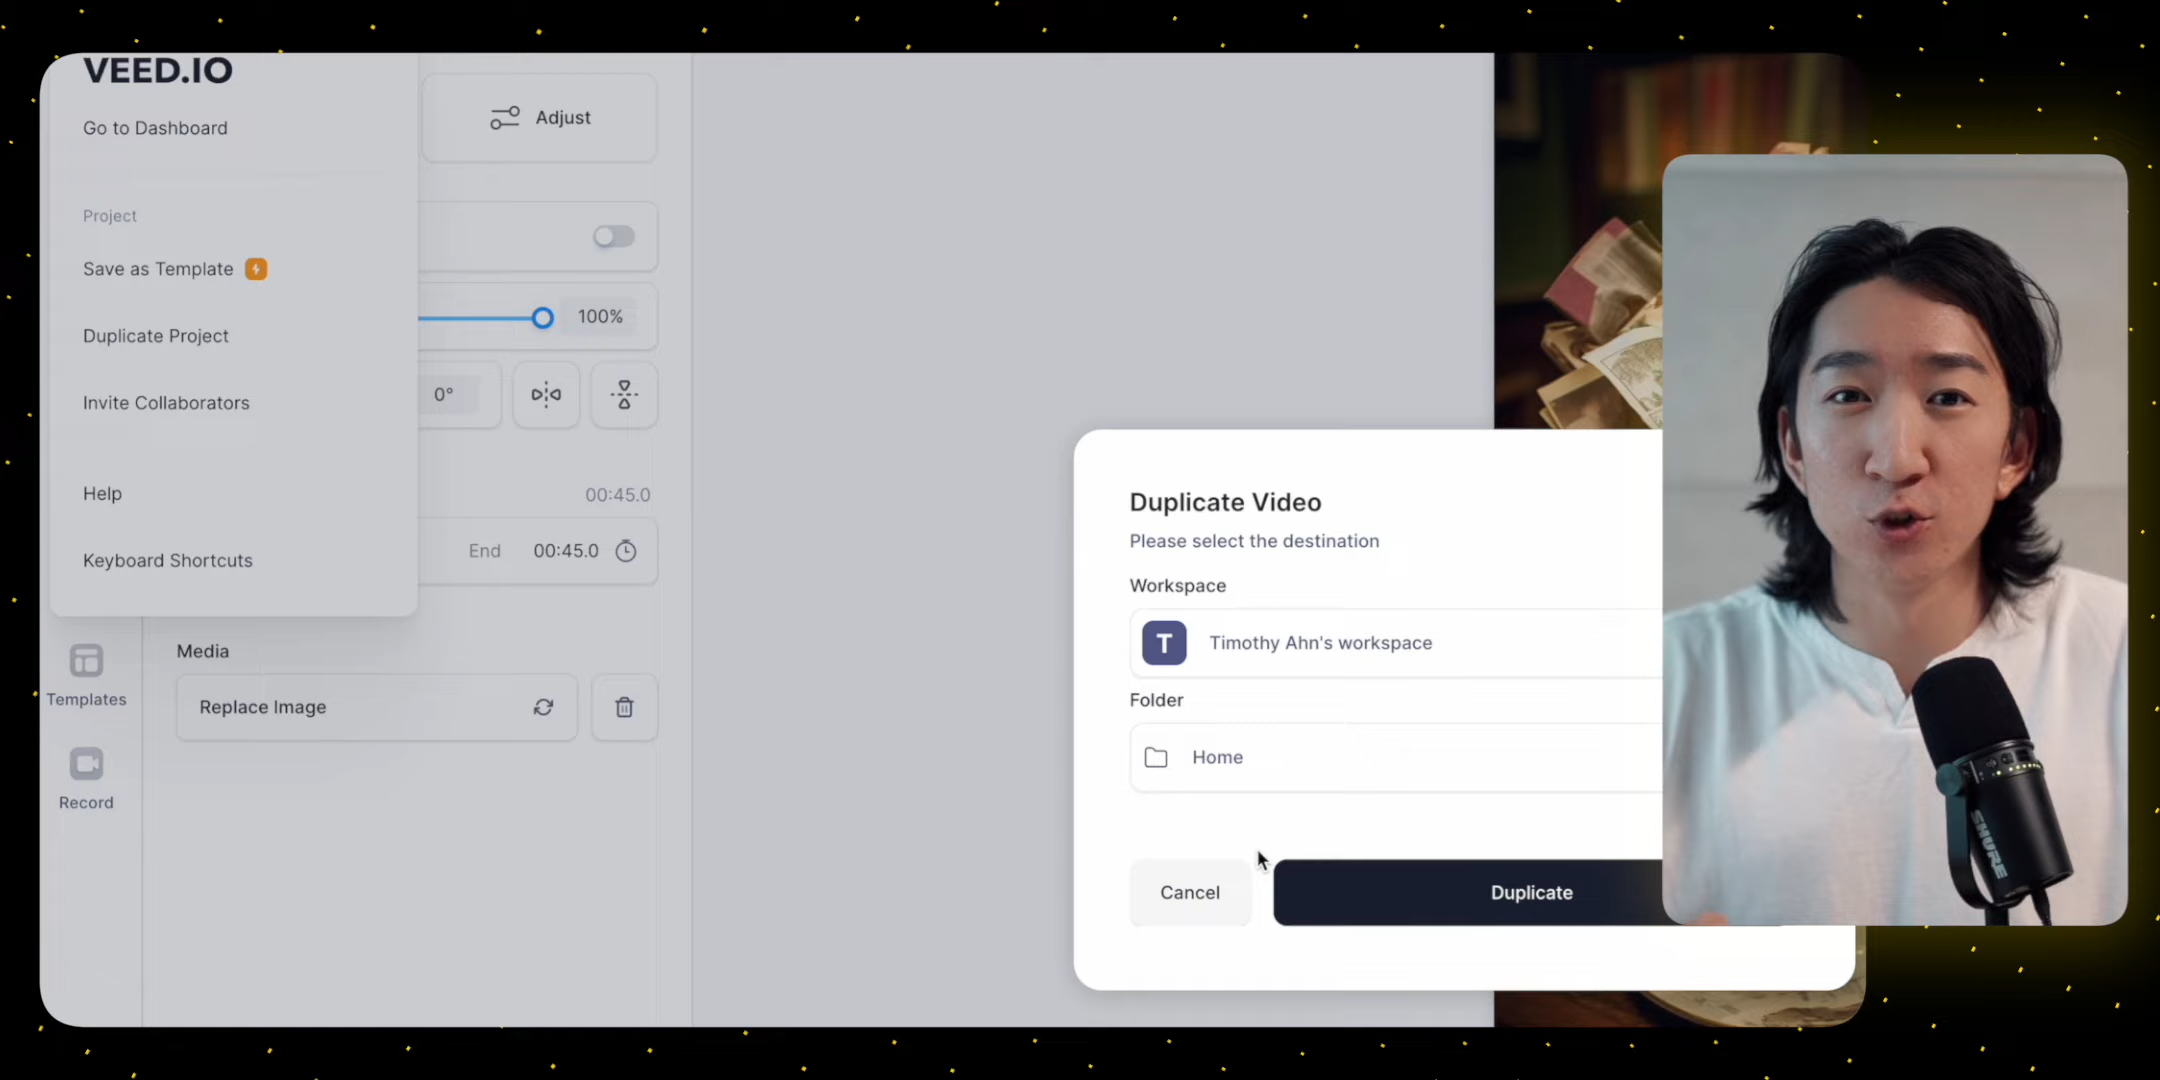 VEED.IO
Go to Dashboard
Project
Save as Template
Duplicate Project
Invite Collaborators
Help
Keyboard Shortcuts
Templates
Record
Adjust
100%
0°
00:45.0
End 00:45.0
Media
Replace Image
Duplicate Video
Please select the destination
Workspace
T Timothy Ahn's workspace
Folder
Home
Cancel
Duplicate
SHURE